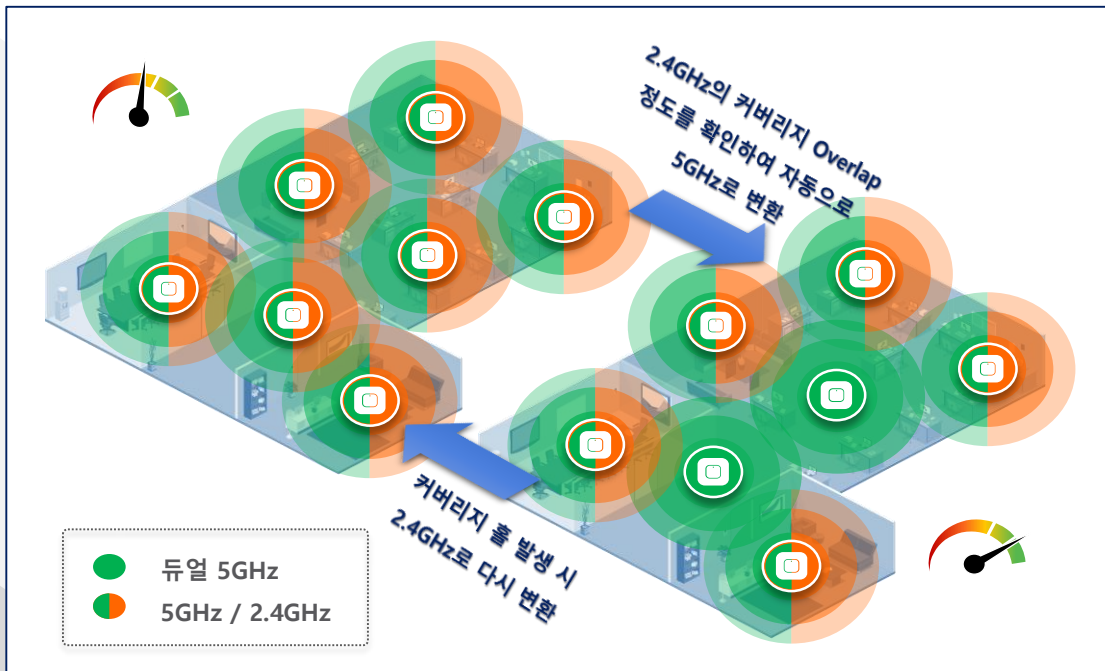 2.4GHz의 커버리지 Overlap
정도를 확인하여 자동으로
5GHz로 변환
커버리지 홀 발생 시
2.4GHz로 다시 변환
듀얼 5GHz
5GHz / 2.4GHz